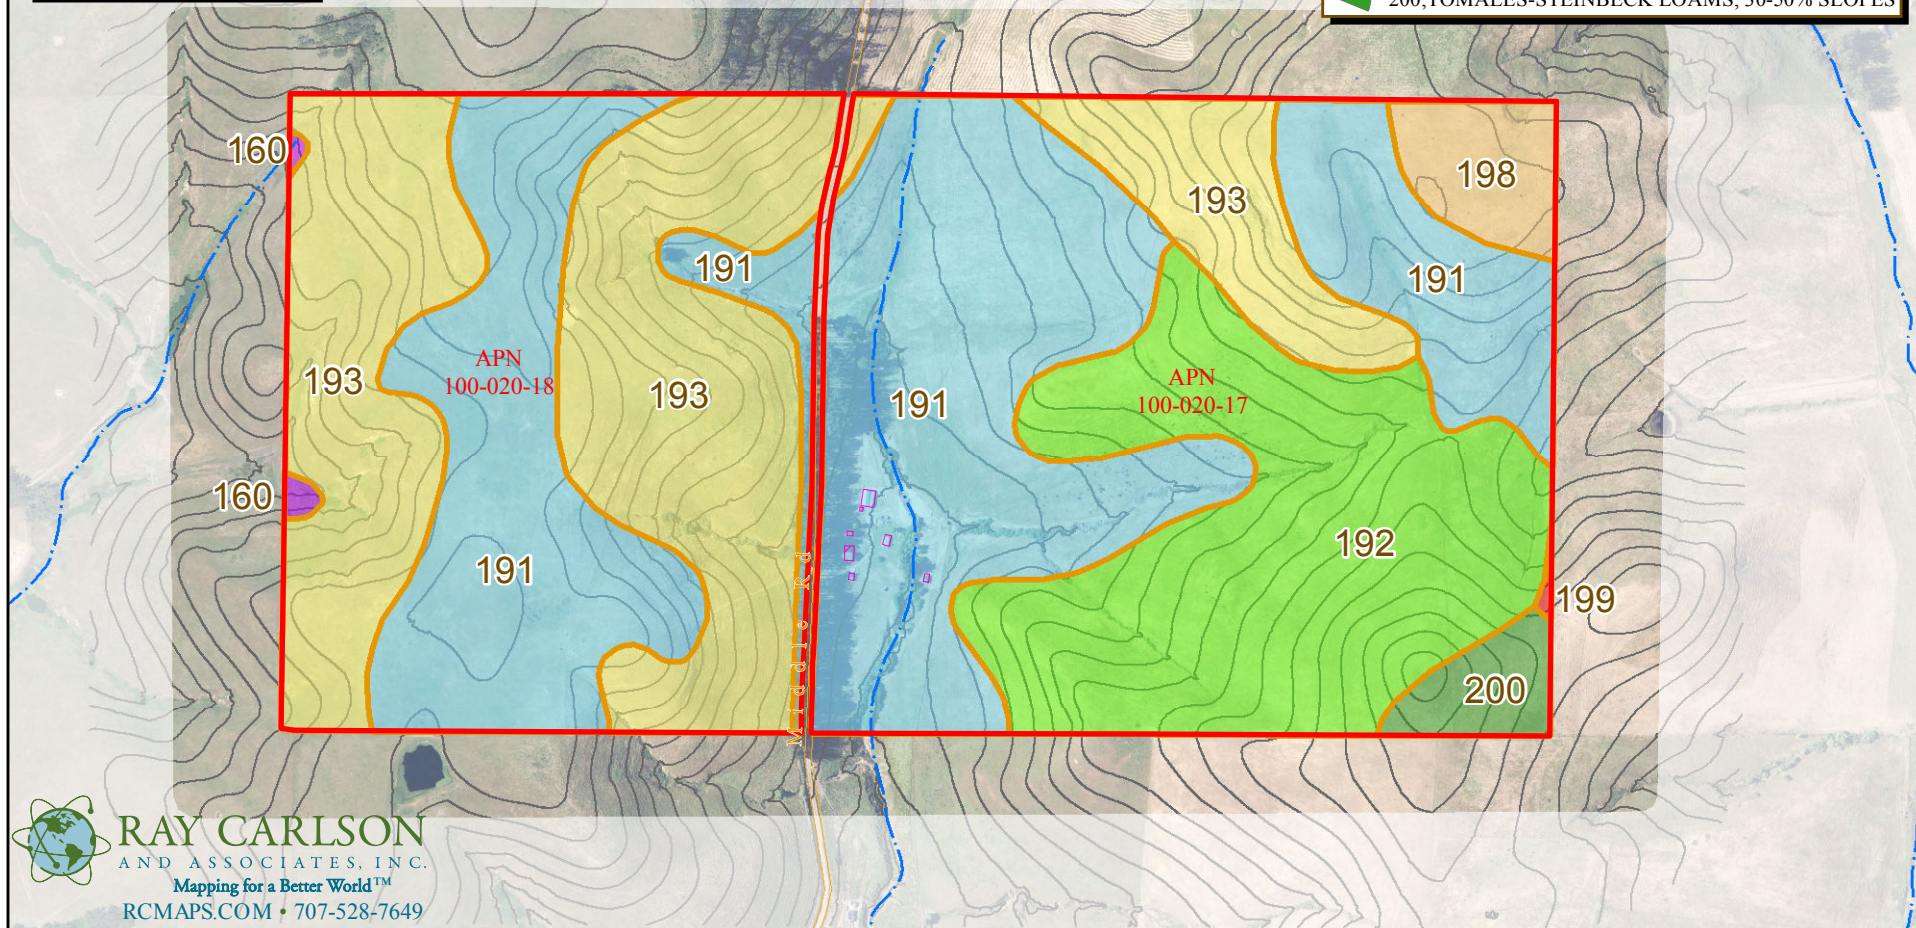 200,TOMALES-STEINBECK LOAMS, 30-50% SLOPES
160
198
193
191
191
APN
100-020-18
193
193
APN
100-020-17
191
160
192
191
Middle Rd
199
200
RAY CARLSON
AND ASSOCIATES, INC.
Mapping for a Better World™
RCMAPS.COM • 707-528-7649